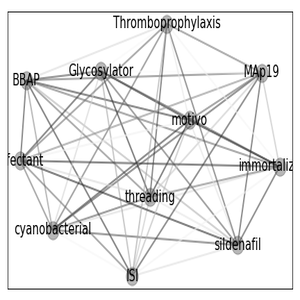 Thromboprophylaxis
Glycosylator
MAp19
BBAP
motivo
fectant
immortaliz
threading
cyanobacterial
sildenafil
ISI